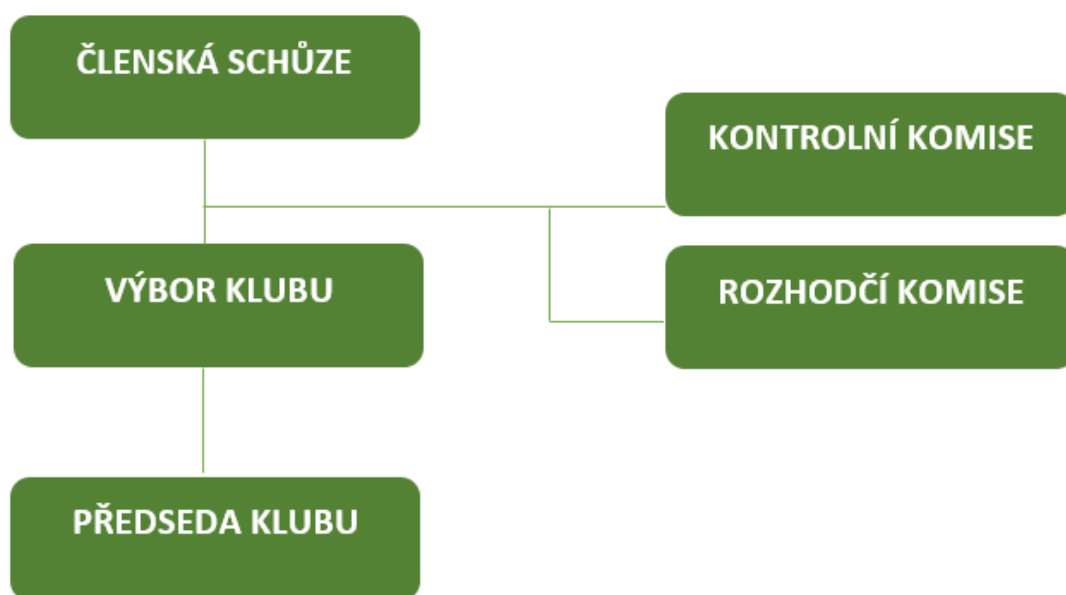 ČLENSKÁ SCHŮZE
KONTROLNÍ KOMISE
VÝBOR KLUBU
ROZHODČÍ KOMISE
PŘEDSEDA KLUBU